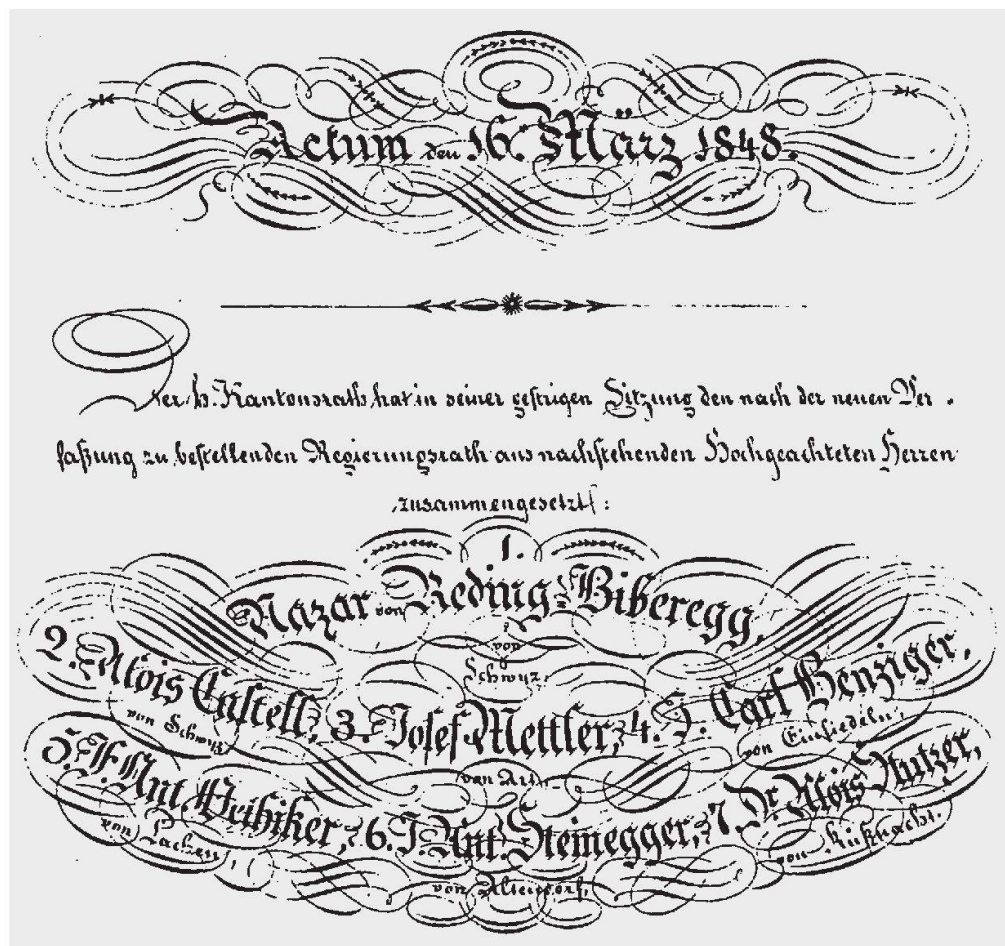 Actum den 16. März 1848.
Der h. Kantonsrath hat in seiner gestrigen Sitzung den nach der neuen Ver-
faßung zu bestellenden Regierungsrath aus nachstehenden Hochgeachteten Herren
zusammengesetzt:
1.
Nazar von Reding=Biberegg,
von
Schwyz,
2. Alois Castell, 3. Josef Mettler, 4. J. Carl Benziger,
von Schwyz von Art. von Einsiedeln,
5. J. Ant. 6. J. Ant. Steinegger, 7. Dr. Alois Stutzer,
von Lachen, von Altendorf, von Küßnacht.